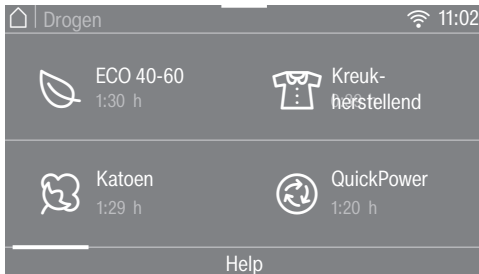 Drogen 11:02
ECO 40-60
1:30 h
Kreuk-
herstellend
Katoen
1:29 h
QuickPower
1:20 h
Help